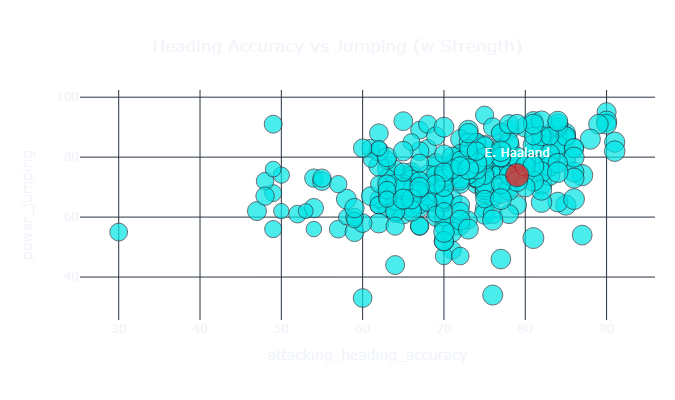 Heading Accuracy vs Jumping (w Strength)
100
80
60
40
power_jumping
E. Haaland
30
40
50
60
70
80
90
attacking_heading_accuracy